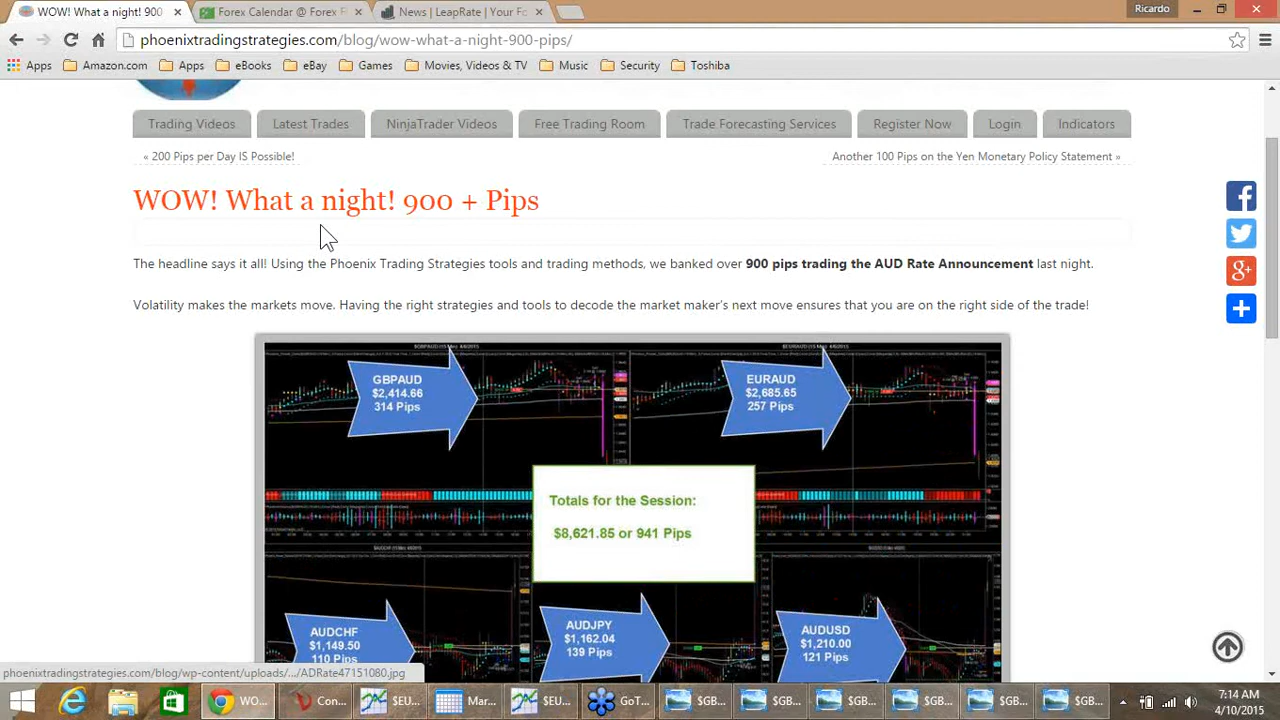 WOW! What a night! 900
Forex Calendar @ Forex F
News | LeapRate | Your Fo
Ricardo
phoenixtradingstrategies.com/blog/wow-what-a-night-900-pips/
Apps
Amazon.com
Apps
eBooks
eBay
Games
Movies, Videos & TV
Music
Security
Toshiba
Trading Videos
Latest Trades
NinjaTrader Videos
Free Trading Room
Trade Forecasting Services
Register Now
Login
Indicators
« 200 Pips per Day IS Possible!
Another 100 Pips on the Yen Monetary Policy Statement »
WOW! What a night! 900 + Pips
The headline says it all! Using the Phoenix Trading Strategies tools and trading methods, we banked over 900 pips trading the AUD Rate Announcement last night.
Volatility makes the markets move. Having the right strategies and tools to decode the market maker's next move ensures that you are on the right side of the trade!
GBPAUD
$2,414.66
314 Pips
EURAUD
$2,685.65
257 Pips
Totals for the Session:
$8,621.85 or 941 Pips
AUDCHF
$1,149.50
110 Pips
AUDJPY
$1,162.04
139 Pips
AUDUSD
$1,210.00
121 Pips
phoenixtradingstrategies.com/blog/wp-content/uploads/...ADRate47151080.jpg
WO...
Con...
$EU...
Mar...
$EU...
GoT...
$GB...
$GB...
$GB...
$GB...
$GB...
$GB...
7:14 AM
4/10/2015